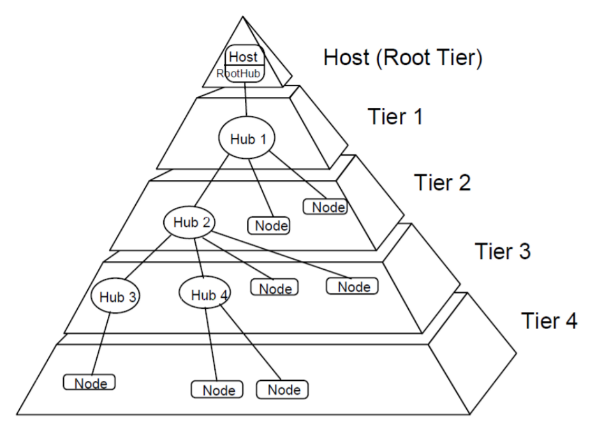 Host
RootHub
Host (Root Tier)
Hub 1
Tier 1
Hub 2
Node
Node
Tier 2
Hub 3
Hub 4
Node
Node
Tier 3
Node
Node
Node
Tier 4